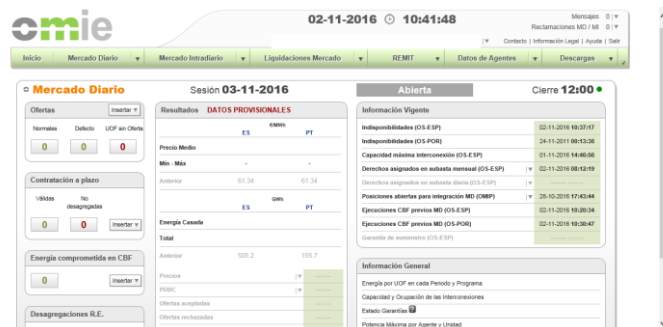 omie
02-11-2016 10:41:48
Mensajes 0 | ▼
Reclamaciones MD / MI 0 | ▼
| ▼ Contacto | Información Legal | Ayuda | Salir
Inicio Mercado Diario ▼ Mercado Intradiario ▼ Liquidaciones Mercado ▼ REMIT ▼ Datos de Agentes ▼ Descargas ▼
Mercado Diario Sesión 03-11-2016 Abierta Cierre 12:00
Ofertas Insertar ▼
Normales Defecto UOF sin Oferta
0 0 0
Contratación a plazo
Válidas No desagregadas
0 0 Insertar ▼
Energía comprometida en CBF
0 Insertar ▼
Desagregaciones R.E.
Resultados DATOS PROVISIONALES
€/MWh
ES PT
Precio Medio
Mín - Máx - -
Anterior 61.34 61.34
GWh
ES PT
Energía Casada
Total
Anterior 505.2 155.7
Precios | ▼
PBBC | ▼
Ofertas aceptadas
Ofertas rechazadas
Información Vigente
Indisponibilidades (OS-ESP) 02-11-2016 10:37:17
Indisponibilidades (OS-POR) 24-11-2011 00:13:36
Capacidad máxima interconexión (OS-ESP) 01-11-2016 14:46:56
Derechos asignados en subasta mensual (OS-ESP) | ▼ 02-11-2016 08:12:19
Derechos asignados en subasta diaria (OS-ESP) | ▼
Posiciones abiertas para integración MD (OMIP) | ▼ 28-10-2016 17:43:44
Ejecuciones CBF previos MD (OS-ESP) 02-11-2016 10:20:34
Ejecuciones CBF previos MD (OS-POR) 02-11-2016 10:30:47
Garantía de suministro (OS-ESP)
Información General
Energía por UOF en cada Periodo y Programa
Capacidad y Ocupación de las Interconexiones
Estado Garantías ?
Potencia Máxima por Agente y Unidad